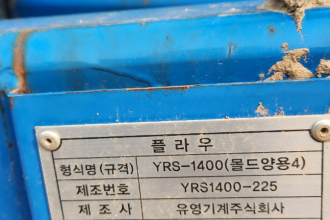 플라우
형식명(규격) YRS-1400(몰드양용4)
제조번호 YRS1400-225
제조사 유영기계주식회사